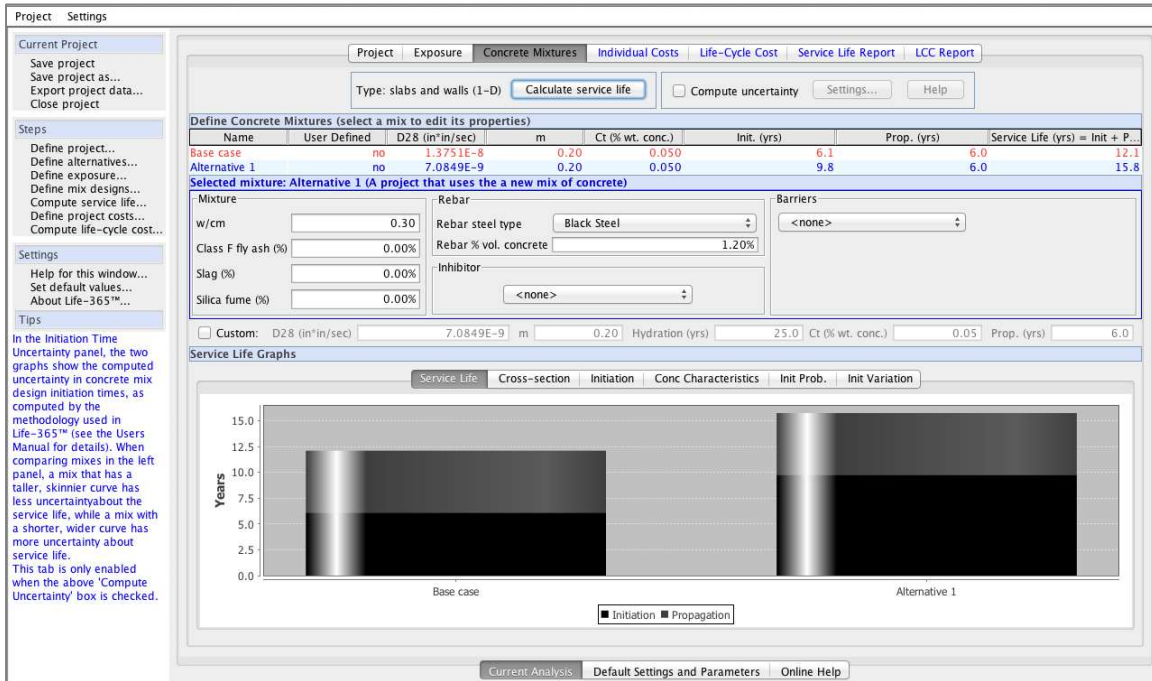 Project Settings
Current Project
Save project
Save project as...
Export project data...
Close project
Steps
Define project...
Define alternatives...
Define exposure...
Define mix designs...
Compute service life...
Define project costs...
Compute life-cycle cost...
Settings
Help for this window...
Set default values...
About Life-365™...
Tips
In the Initiation Time
Uncertainty panel, the two
graphs show the computed
uncertainty in concrete mix
design initiation times, as
computed by the
methodology used in
Life-365™ (see the Users
Manual for details). When
comparing mixes in the left
panel, a mix that has a
taller, skinnier curve has
less uncertaintyabout the
service life, while a mix with
a shorter, wider curve has
more uncertainty about
service life.
This tab is only enabled
when the above 'Compute
Uncertainty' box is checked.
Project Exposure Concrete Mixtures Individual Costs Life-Cycle Cost Service Life Report LCC Report
Type: slabs and walls (1-D) Calculate service life Compute uncertainty Settings... Help
Define Concrete Mixtures (select a mix to edit its properties)
Name User Defined D28 (in*in/sec) m Ct (% wt. conc.) Init. (yrs) Prop. (yrs) Service Life (yrs) = Init + P...
Base case no 1.3751E-8 0.20 0.050 6.1 6.0 12.1
Alternative 1 no 7.0849E-9 0.20 0.050 9.8 6.0 15.8
Selected mixture: Alternative 1 (A project that uses the a new mix of concrete)
Mixture Rebar Barriers
w/cm 0.30 Rebar steel type Black Steel <none>
Class F fly ash (%) 0.00% Rebar % vol. concrete 1.20%
Slag (%) 0.00% Inhibitor
Silica fume (%) 0.00% <none>
Custom: D28 (in*in/sec) 7.0849E-9 m 0.20 Hydration (yrs) 25.0 Ct (% wt. conc.) 0.05 Prop. (yrs) 6.0
Service Life Graphs
Service Life Cross-section Initiation Conc Characteristics Init Prob. Init Variation
Years
15.0
12.5
10.0
7.5
5.0
2.5
0.0
Base case Alternative 1
Initiation Propagation
Current Analysis Default Settings and Parameters Online Help